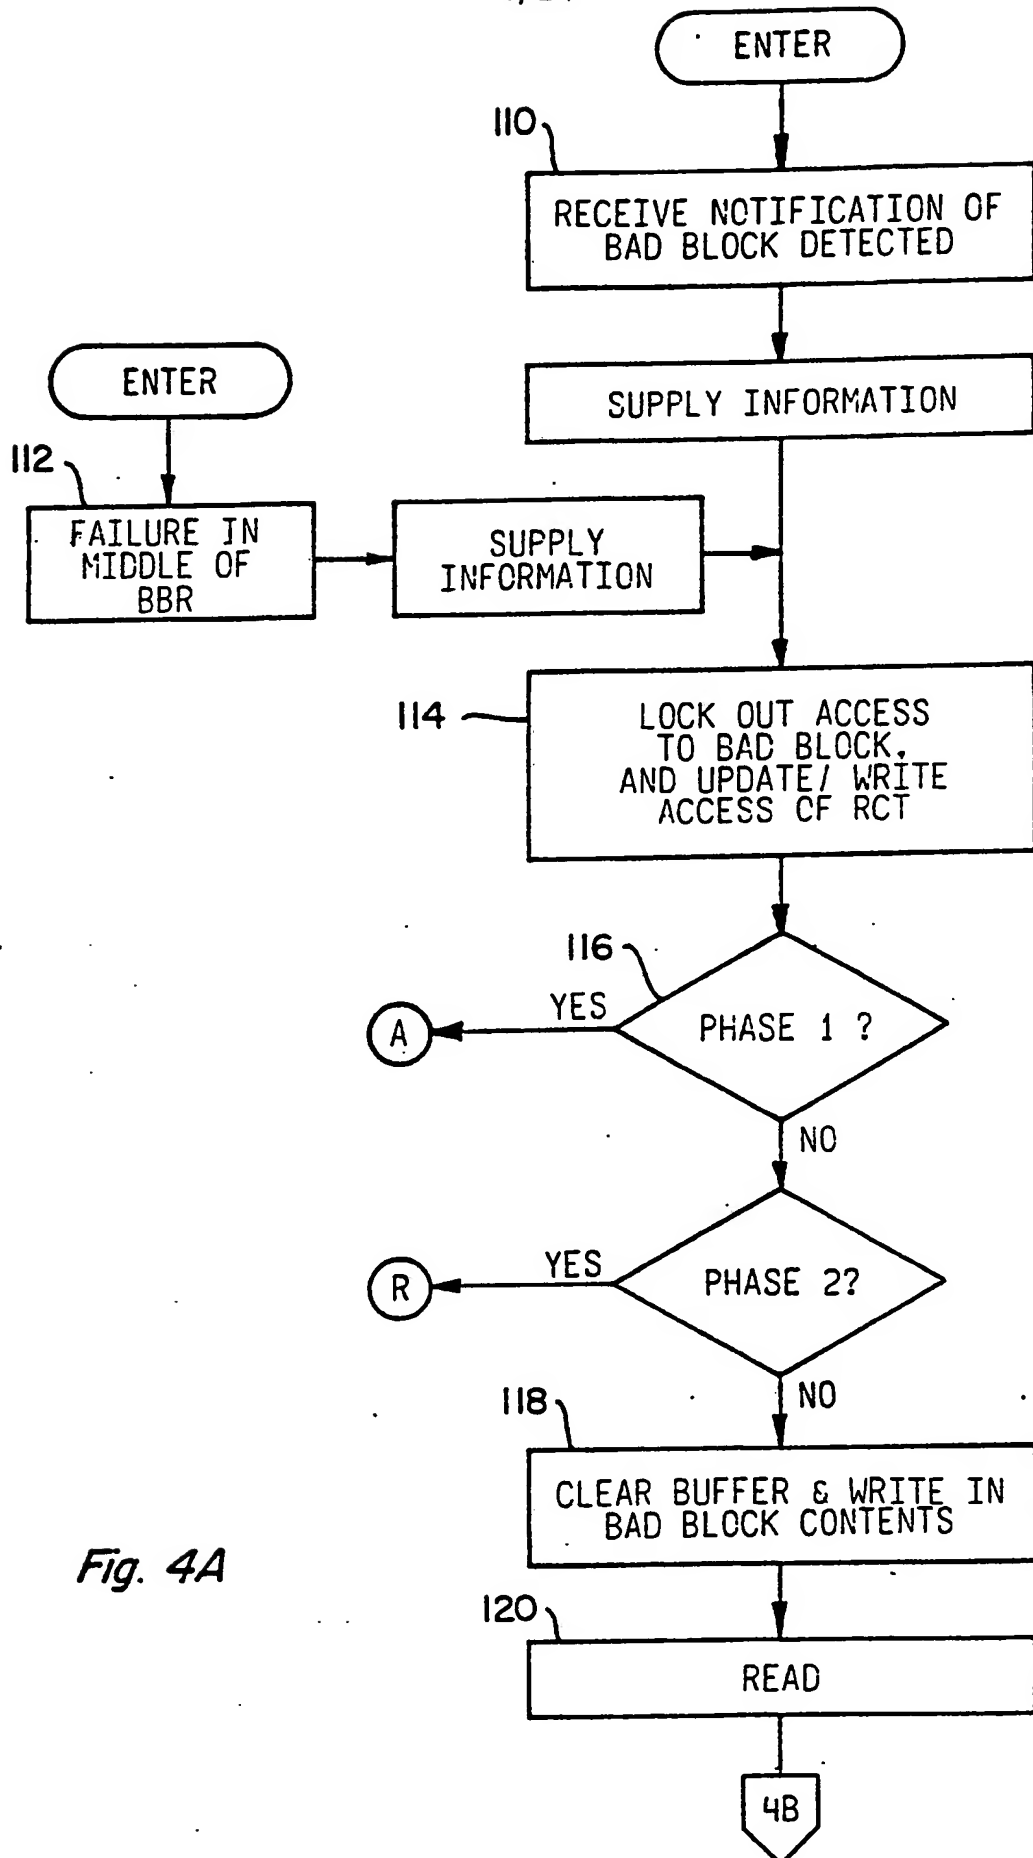 ENTER
110
RECEIVE NOTIFICATION OF
BAD BLOCK DETECTED
ENTER
SUPPLY INFORMATION
112
FAILURE IN
MIDDLE OF
BBR
SUPPLY
INFORMATION
114
LOCK OUT ACCESS
TO BAD BLOCK.
AND UPDATE/ WRITE
ACCESS OF RCT
116
YES
A
PHASE 1 ?
NO
YES
R
PHASE 2?
NO
118
CLEAR BUFFER & WRITE IN
BAD BLOCK CONTENTS
Fig. 4A
120
READ
4B